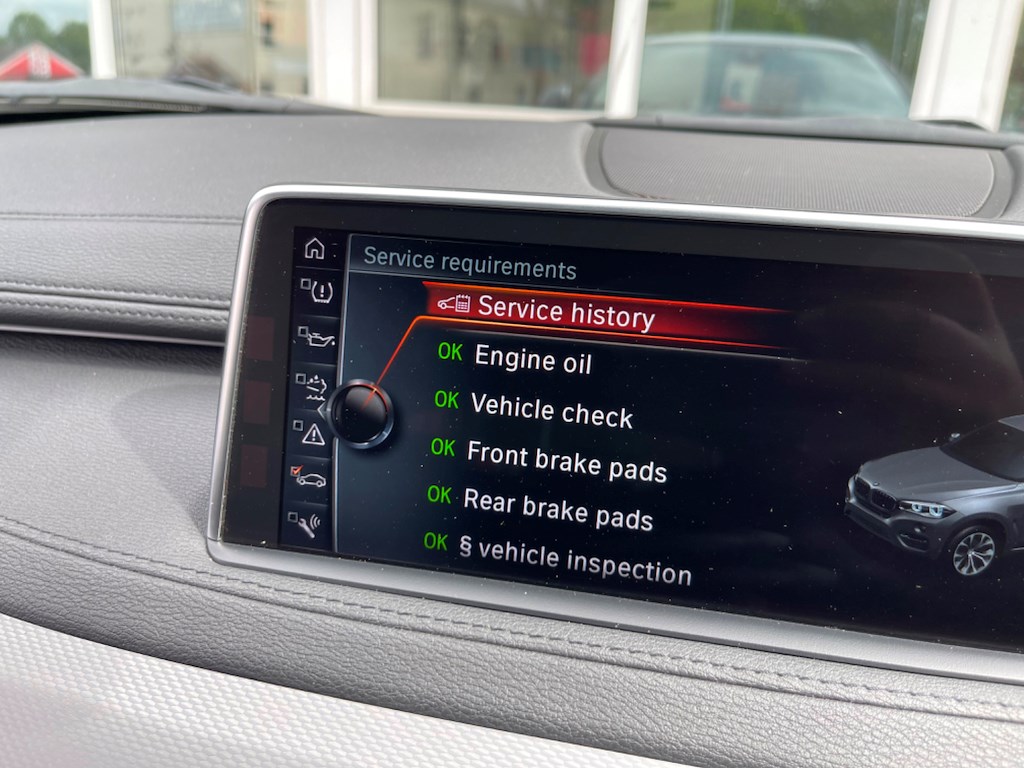 Service requirements
Service history
OK Engine oil
OK Vehicle check
OK Front brake pads
OK Rear brake pads
OK § vehicle inspection